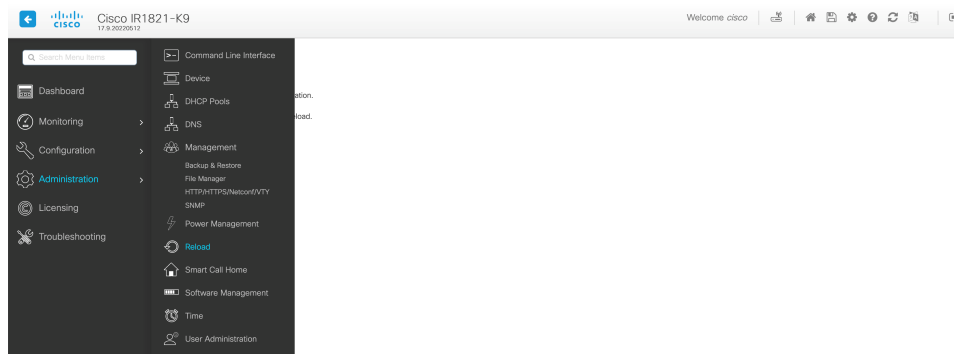 CISCO
Cisco IR1821-K9
17.9.20220512
Welcome cisco
Search Menu Items
Dashboard
Monitoring
Configuration
Administration
Licensing
Troubleshooting
Command Line Interface
Device
DHCP Pools
DNS
Management
Backup & Restore
File Manager
HTTP/HTTPS/Netconf/VTY
SNMP
Power Management
Reload
Smart Call Home
Software Management
Time
User Administration
ation.
eload.